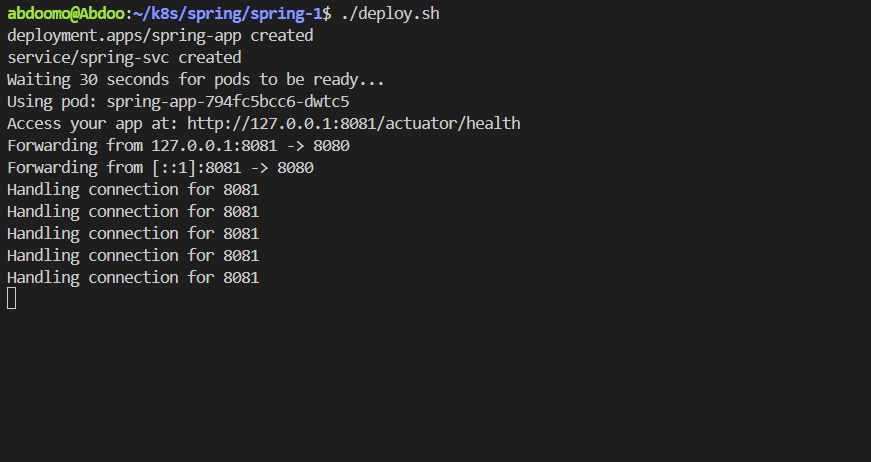 abdoomo@Abdoo:~/k8s/spring/spring-1$ ./deploy.sh
deployment.apps/spring-app created
service/spring-svc created
Waiting 30 seconds for pods to be ready...
Using pod: spring-app-794fc5bcc6-dwtc5
Access your app at: http://127.0.0.1:8081/actuator/health
Forwarding from 127.0.0.1:8081 -> 8080
Forwarding from [::1]:8081 -> 8080
Handling connection for 8081
Handling connection for 8081
Handling connection for 8081
Handling connection for 8081
Handling connection for 8081